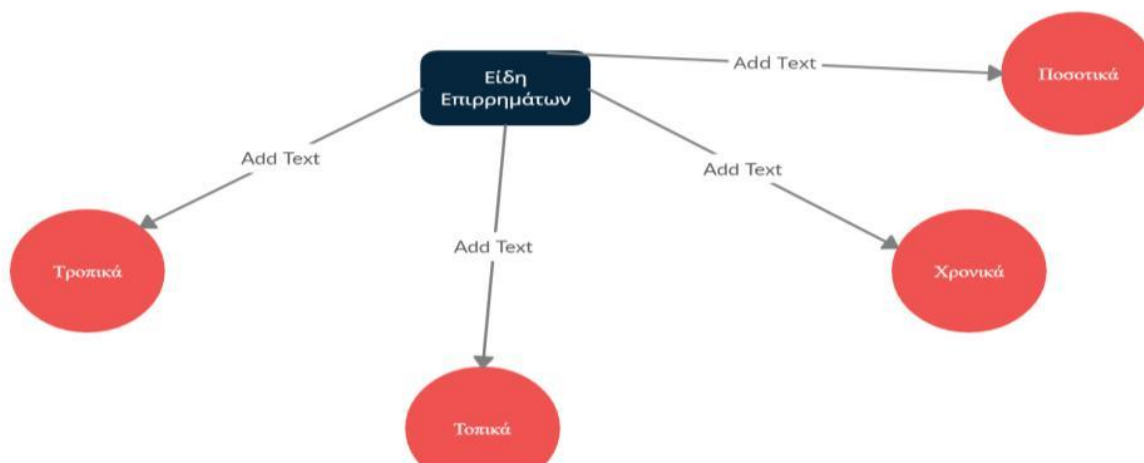 Είδη
Επιρρημάτων
Add Text
Ποσοτικά
Add Text
Add Text
Add Text
Τροπικά
Χρονικά
Τοπικά